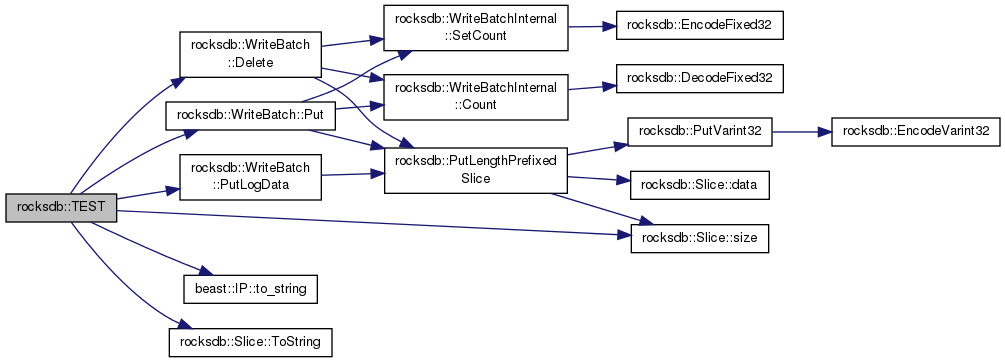 rocksdb::TEST
rocksdb::WriteBatch
::Delete
rocksdb::WriteBatch::Put
rocksdb::WriteBatch
::PutLogData
beast::IP::to_string
rocksdb::Slice::ToString
rocksdb::WriteBatchInternal
::SetCount
rocksdb::WriteBatchInternal
::Count
rocksdb::PutLengthPrefixed
Slice
rocksdb::EncodeFixed32
rocksdb::DecodeFixed32
rocksdb::PutVarint32
rocksdb::Slice::data
rocksdb::Slice::size
rocksdb::EncodeVarint32